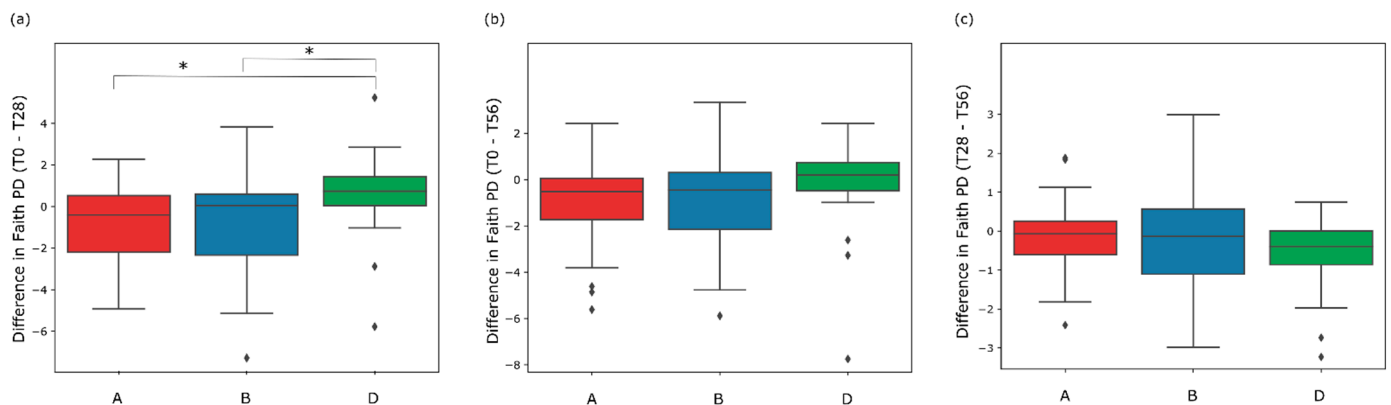 (a)
Difference in Faith PD (T0 - T28)
4
2
0
−2
−4
−6
*
*
A B D
(b)
Difference in Faith PD (T0 - T56)
2
0
−2
−4
−6
−8
A B D
(c)
Difference in Faith PD (T28 - T56)
3
2
1
0
−1
−2
−3
A B D